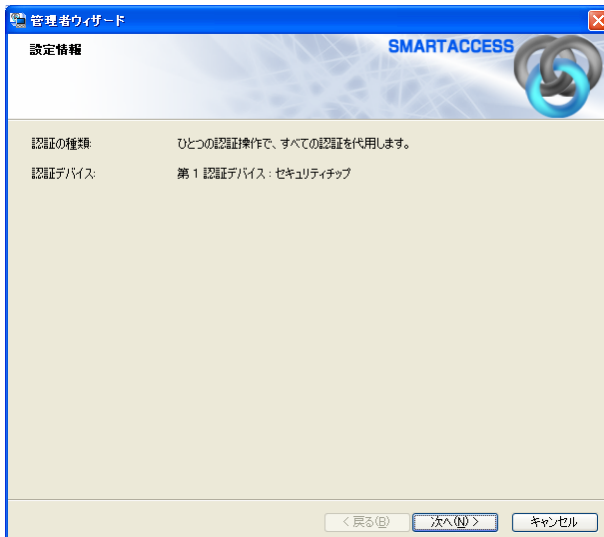 管理者ウィザード
設定情報
SMARTACCESS
認証の種類:
ひとつの認証操作で、すべての認証を代用します。
認証デバイス:
第1認証デバイス:セキュリティチップ
< 戻る(B)
次へ(N) >
キャンセル